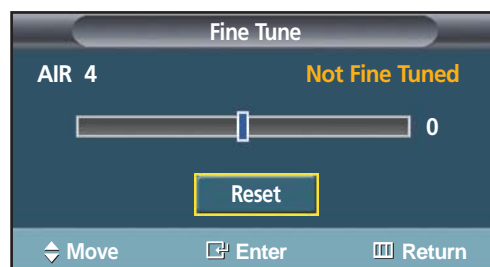 Fine Tune
AIR 4 Not Fine Tuned
0
Reset
Move Enter Return